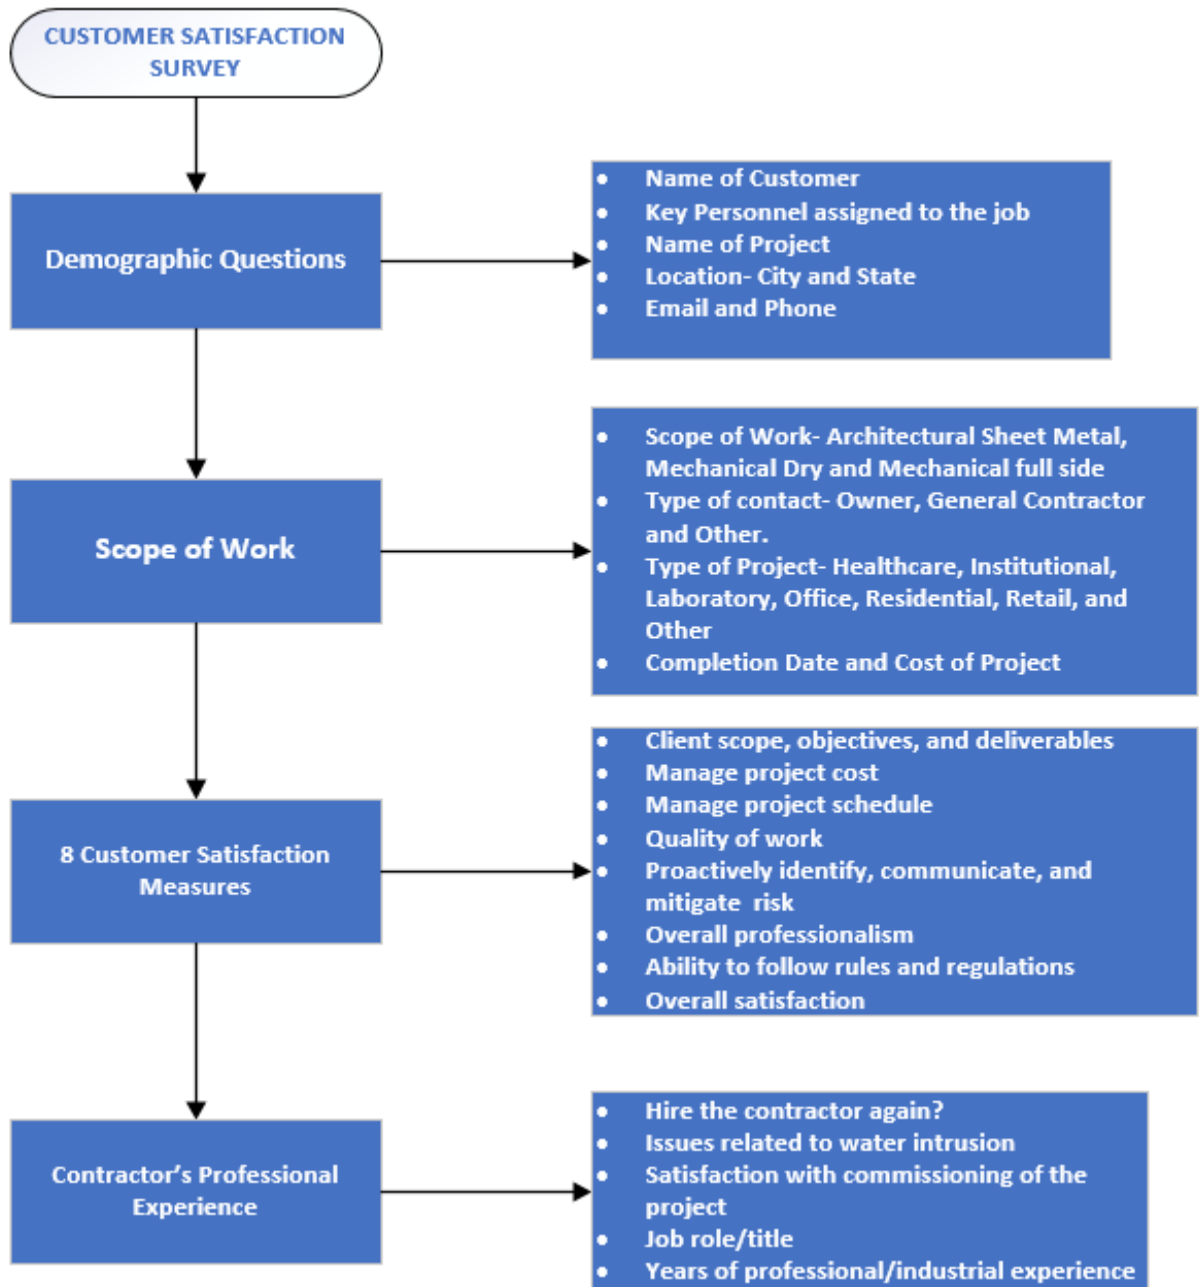 CUSTOMER SATISFACTION
SURVEY
Demographic Questions
• Name of Customer
• Key Personnel assigned to the job
• Name of Project
• Location- City and State
• Email and Phone
Scope of Work
• Scope of Work- Architectural Sheet Metal,
Mechanical Dry and Mechanical full side
• Type of contact- Owner, General Contractor
and Other.
• Type of Project- Healthcare, Institutional,
Laboratory, Office, Residential, Retail, and
Other
• Completion Date and Cost of Project
8 Customer Satisfaction
Measures
• Client scope, objectives, and deliverables
• Manage project cost
• Manage project schedule
• Quality of work
• Proactively identify, communicate, and
mitigate risk
• Overall professionalism
• Ability to follow rules and regulations
• Overall satisfaction
Contractor’s Professional
Experience
• Hire the contractor again?
• Issues related to water intrusion
• Satisfaction with commissioning of the
project
• Job role/title
• Years of professional/industrial experience